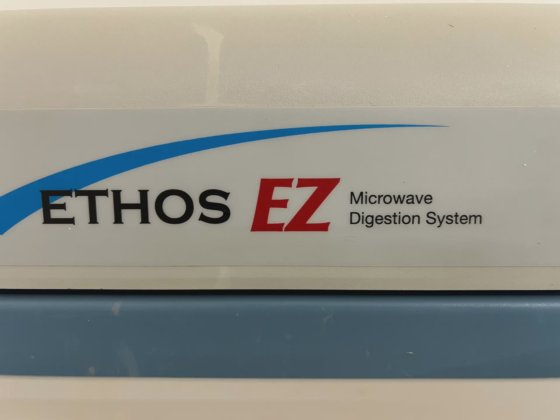 ETHOS EZ Microwave
Digestion System